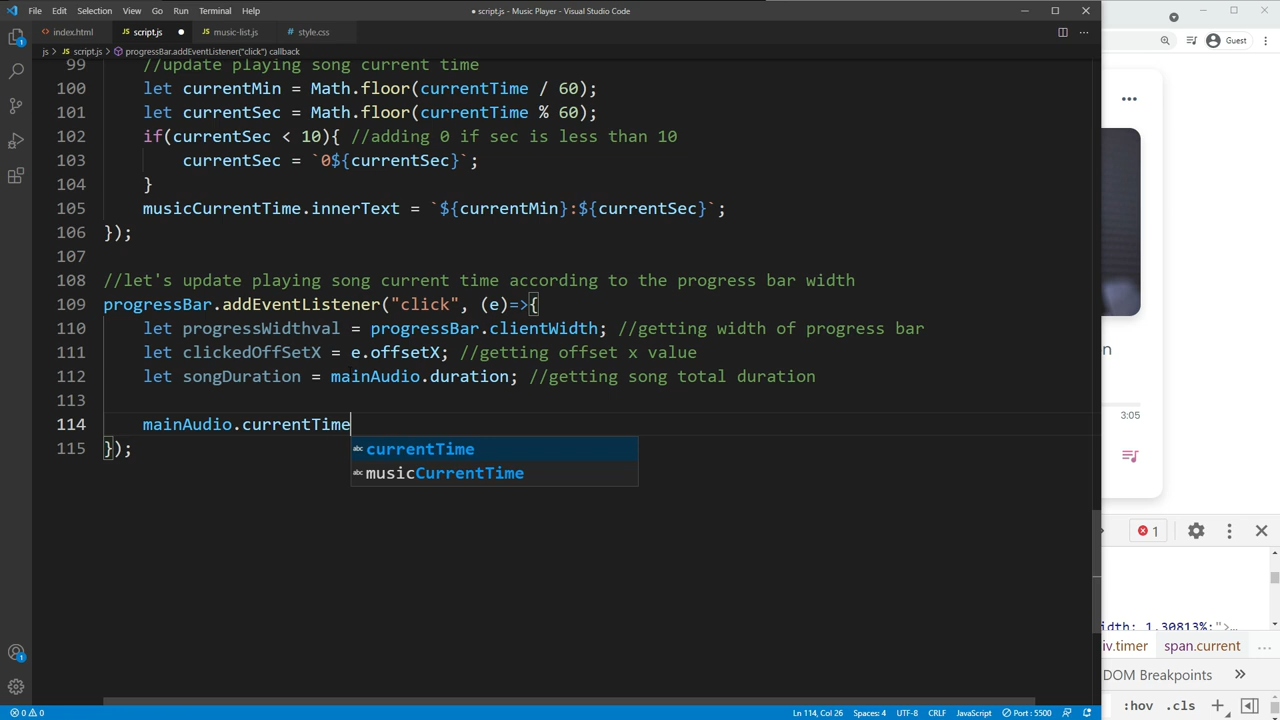 File Edit Selection View Go Run Terminal Help ● script.js - Music Player - Visual Studio Code
index.html script.js music-list.js # style.css
Guest
js > script.js > progressBar.addEventListener("click") callback
99 //update playing song current time
100 let currentMin = Math.floor(currentTime / 60);
101 let currentSec = Math.floor(currentTime % 60);
102 if(currentSec < 10){ //adding 0 if sec is less than 10
103 currentSec = `0${currentSec}`;
104 }
105 musicCurrentTime.innerText = `${currentMin}:${currentSec}`;
106 });
107
108 //let's update playing song current time according to the progress bar width
109 progressBar.addEventListener("click", (e)=>{
110 let progressWidthval = progressBar.clientWidth; //getting width of progress bar
111 let clickedOffSetX = e.offsetX; //getting offset x value
112 let songDuration = mainAudio.duration; //getting song total duration
113
114 mainAudio.currentTime
115 });
abc currentTime
abc musicCurrentTime
n
3:05
1
idth: 1.30813%;">…
iv.timer span.current ...
DOM Breakpoints »
:hov .cls +
0 0 Ln 114, Col 26 Spaces: 4 UTF-8 CRLF JavaScript Port : 5500